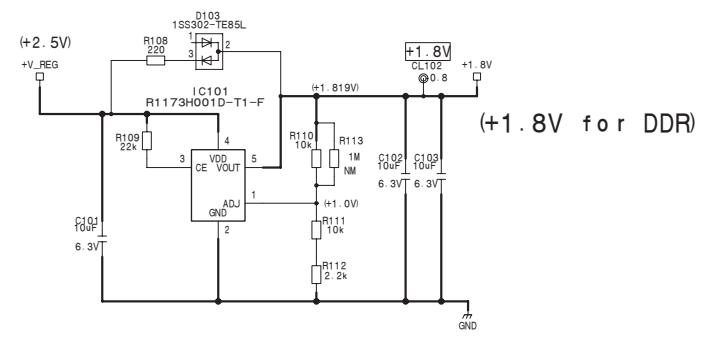 D103
1SS302-TE85L
(+2.5V)
+V_REG
R108
220
1
3
2
+1.8V
CL102
0.8
+1.8V
IC101
R1173H001D-T1-F
(+1.819V)
(+1.8V for DDR)
R109
22k
4
3
VDD
CE VOUT
5
R110
10k
R113
1M
NM
C102
10uF
6.3V
C103
10uF
6.3V
ADJ
1
(+1.0V)
GND
2
C101
10uF
6.3V
R111
10k
R112
2.2k
GND